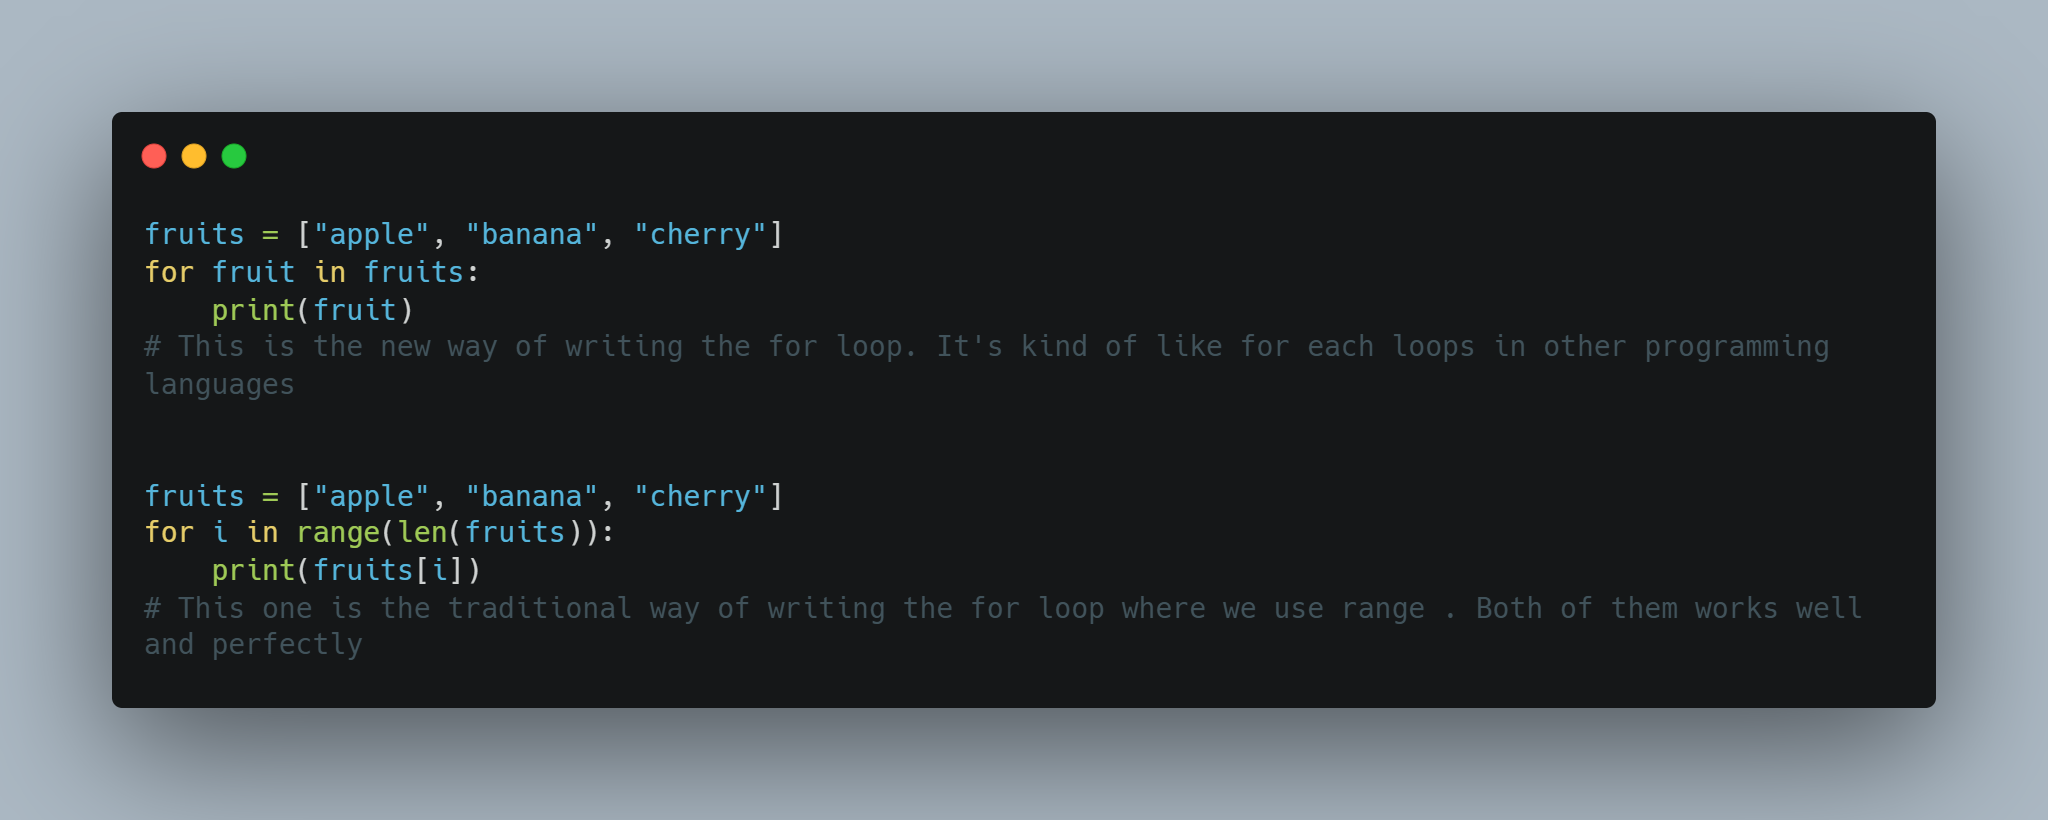 fruits = ["apple", "banana", "cherry"]
for fruit in fruits:
    print(fruit)
# This is the new way of writing the for loop. It's kind of like for each loops in other programming
languages
fruits = ["apple", "banana", "cherry"]
for i in range(len(fruits)):
    print(fruits[i])
# This one is the traditional way of writing the for loop where we use range . Both of them works well
and perfectly